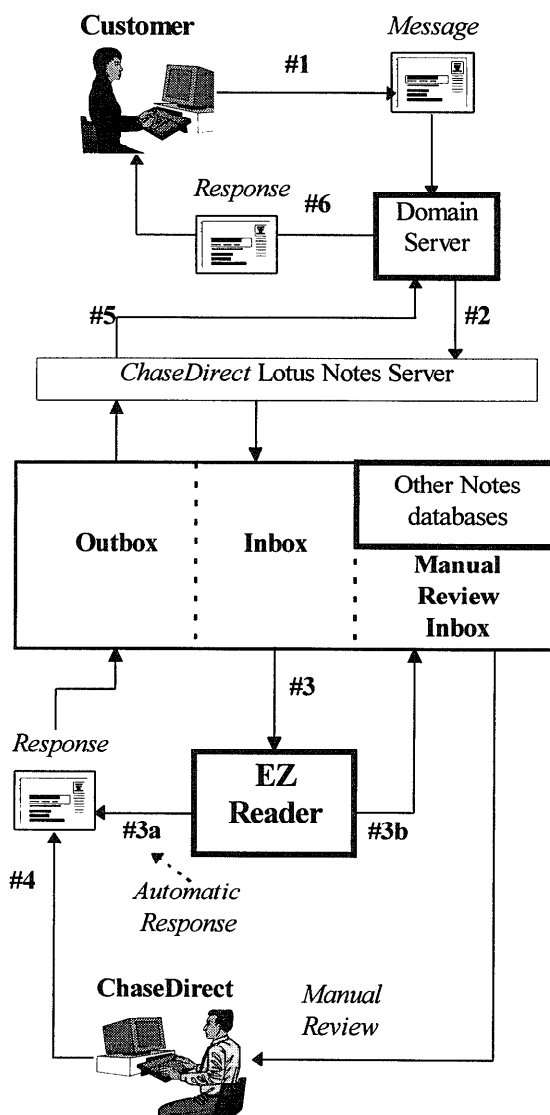 Customer
Message
#1
Response
#6
Domain
Server
#5
#2
ChaseDirect Lotus Notes Server
Outbox
Inbox
Other Notes
databases
Manual
Review
Inbox
#3
Response
EZ
Reader
#3a
#3b
#4
Automatic
Response
ChaseDirect
Manual
Review